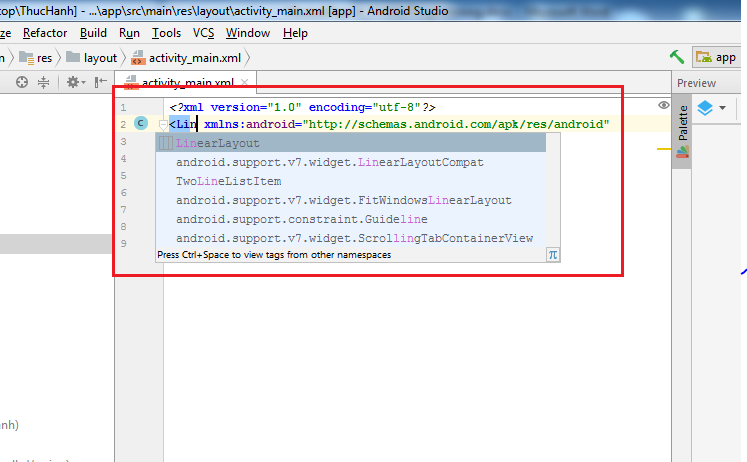 top\ThucHanh] - ...\app\src\main\res\layout\activity_main.xml [app] - Android Studio
ze Refactor Build Run Tools VCS Window Help
n res layout activity_main.xml app
activity_main.xml Preview
1 <?xml version="1.0" encoding="utf-8"?>
2 C <Lin xmlns:android="http://schemas.android.com/apk/res/android"
3 LinearLayout
4 android.support.v7.widget.LinearLayoutCompat
5 TwoLineListItem
6 android.support.v7.widget.FitWindowsLinearLayout
7 android.support.constraint.Guideline
8 android.support.v7.widget.ScrollingTabContainerView
9 Press Ctrl+Space to view tags from other namespaces π
Palette
anh)